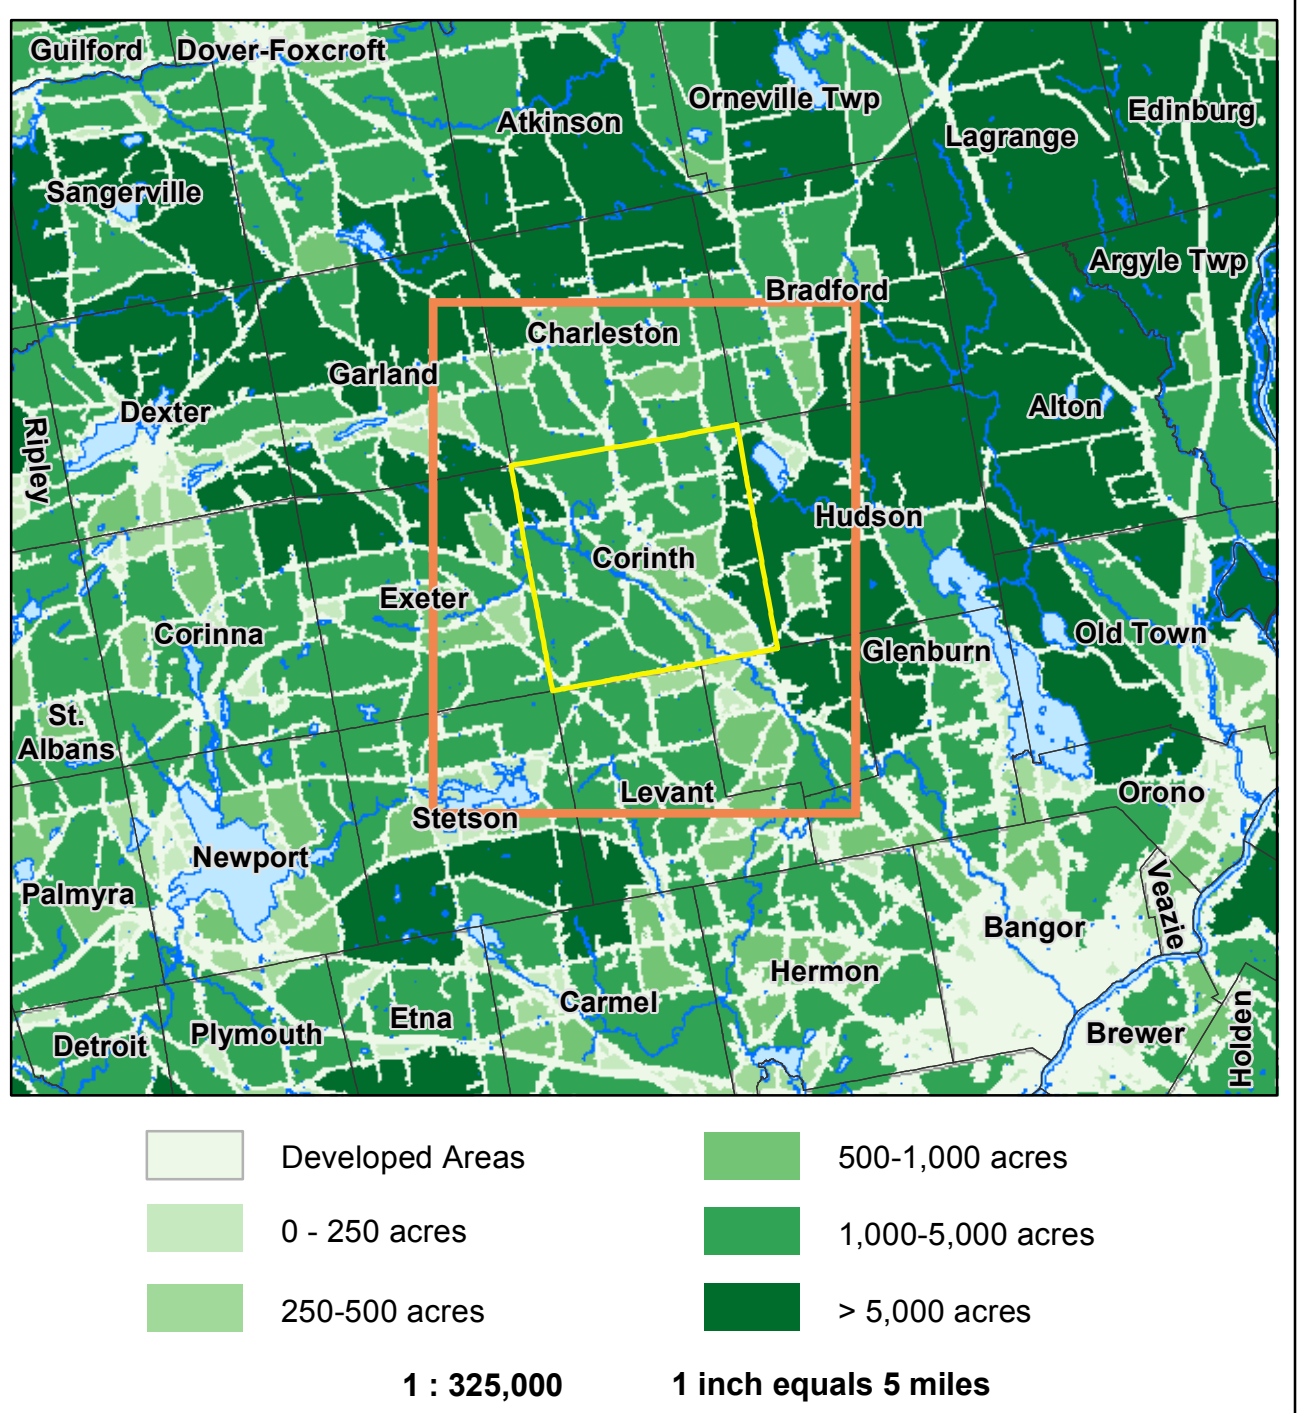 Guilford
Dover-Foxcroft
Atkinson
Orneville Twp
Lagrange
Edinburg
Sangerville
Argyle Twp
Bradford
Charleston
Garland
Dexter
Alton
Ripley
Hudson
Corinth
Exeter
Corinna
Glenburn
Old Town
St.
Albans
Levant
Orono
Stetson
Newport
Palmyra
Veazie
Bangor
Hermon
Carmel
Etna
Plymouth
Detroit
Brewer
Holden
Developed Areas
0 - 250 acres
250-500 acres
500-1,000 acres
1,000-5,000 acres
> 5,000 acres
1 : 325,000
1 inch equals 5 miles